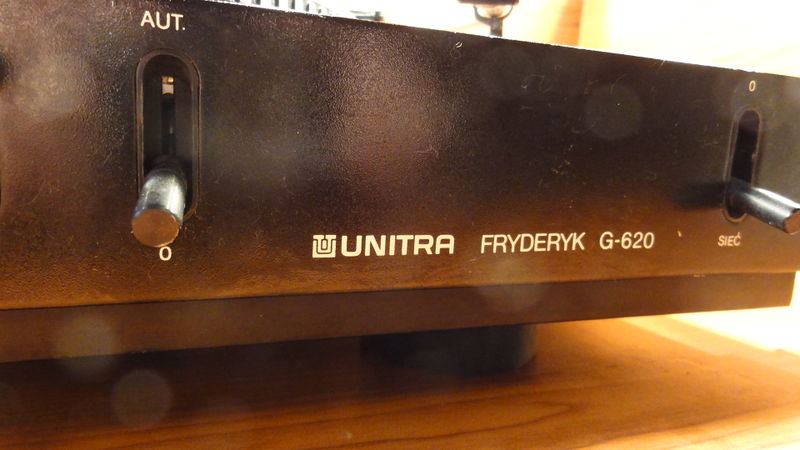 AUT.
0
UNITRA FRYDERYK G-620
0
SIEĆ